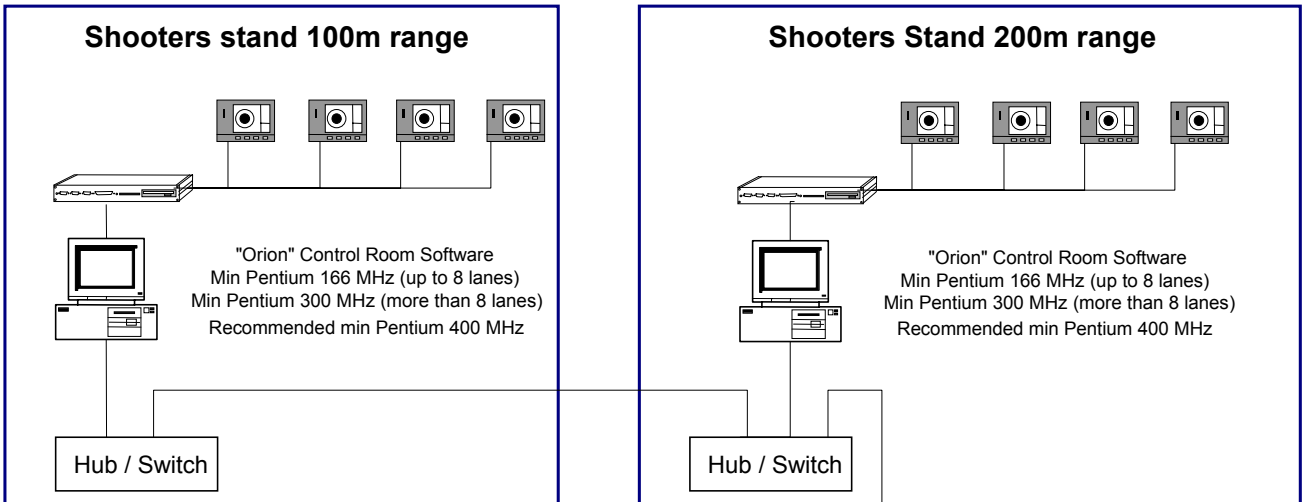 Shooters stand 100m range
"Orion" Control Room Software
Min Pentium 166 MHz (up to 8 lanes)
Min Pentium 300 MHz (more than 8 lanes)
Recommended min Pentium 400 MHz
Hub / Switch
Shooters Stand 200m range
"Orion" Control Room Software
Min Pentium 166 MHz (up to 8 lanes)
Min Pentium 300 MHz (more than 8 lanes)
Recommended min Pentium 400 MHz
Hub / Switch